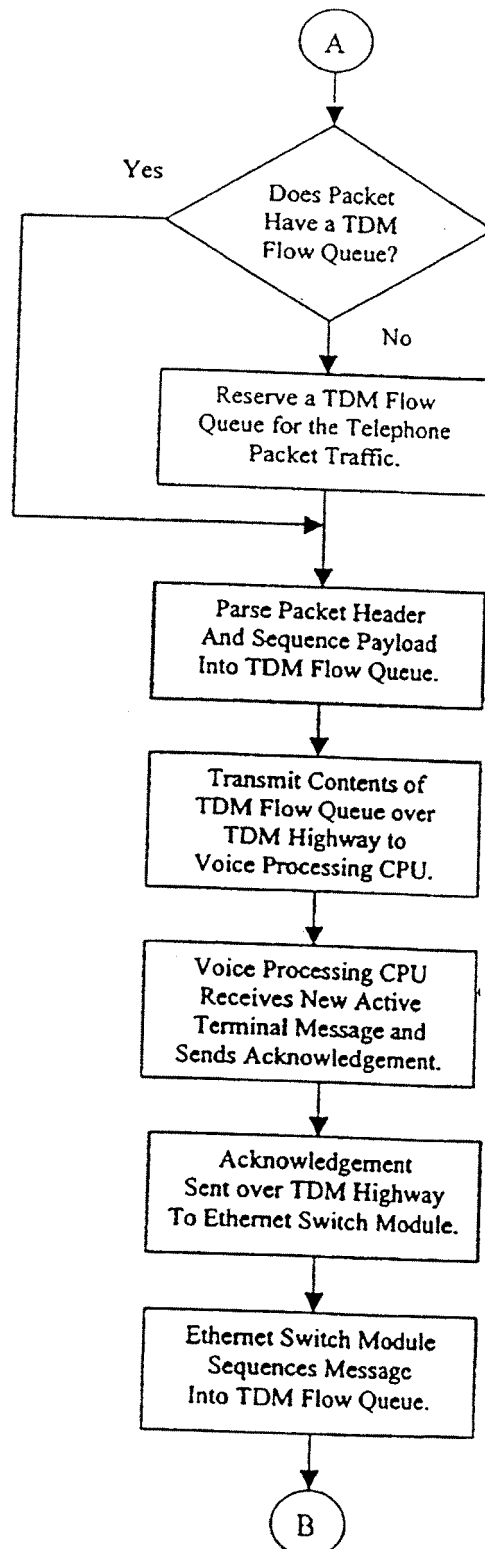 A
Yes
Does Packet
Have a TDM
Flow Queue?
No
Reserve a TDM Flow
Queue for the Telephone
Packet Traffic.
Parse Packet Header
And Sequence Payload
Into TDM Flow Queue.
Transmit Contents of
TDM Flow Queue over
TDM Highway to
Voice Processing CPU.
Voice Processing CPU
Receives New Active
Terminal Message and
Sends Acknowledgement.
Acknowledgement
Sent over TDM Highway
To Ethernet Switch Module.
Ethernet Switch Module
Sequences Message
Into TDM Flow Queue.
B